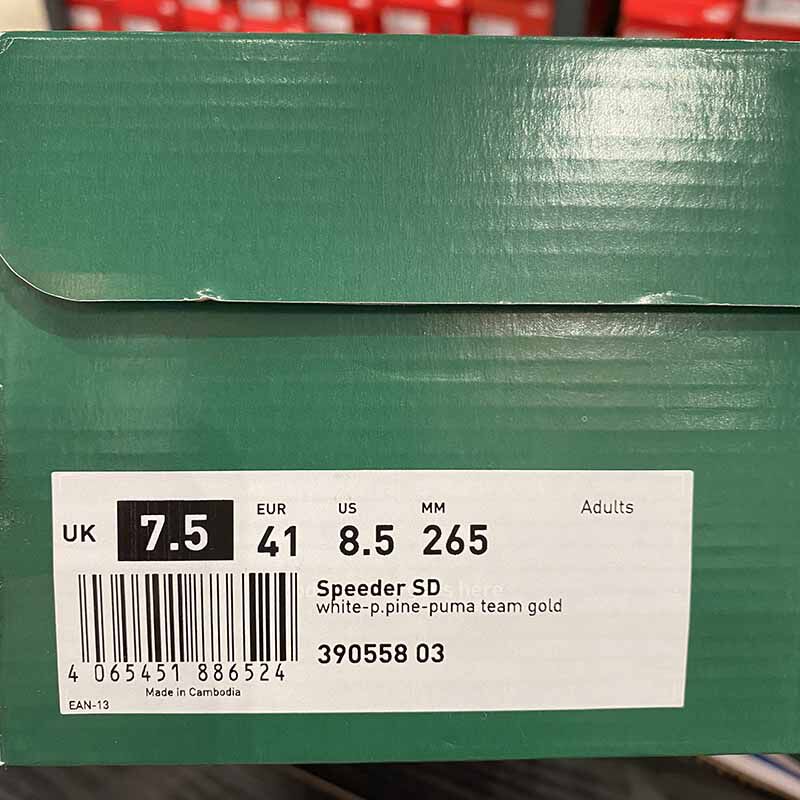 EUR US MM Adults
UK 7.5 41 8.5 265
Speeder SD
white-p.pine-puma team gold
390558 03
4 065451 886524
Made in Cambodia
EAN-13